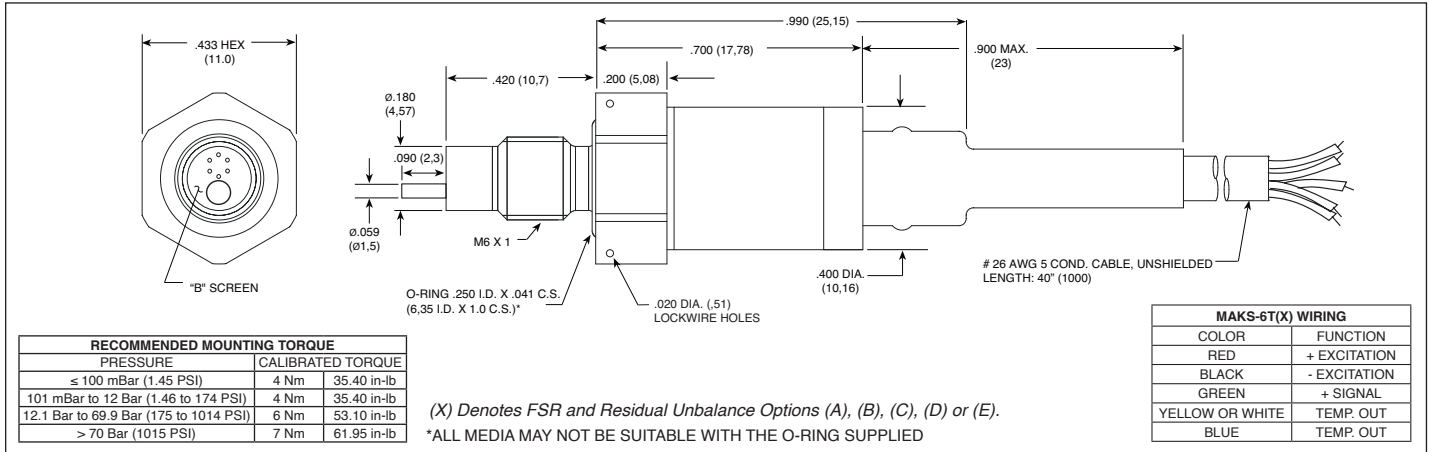 .990 (25,15)
.433 HEX
(11.0)
.700 (17,78)
.900 MAX.
(23)
.420 (10,7)
.200 (5,08)
Ø.180
(4,57)
.090 (2,3)
Ø.059
(Ø1,5)
M6 X 1
"B" SCREEN
O-RING .250 I.D. X .041 C.S.
(6,35 I.D. X 1.0 C.S.)*
.020 DIA. (,51)
LOCKWIRE HOLES
.400 DIA.
(10,16)
# 26 AWG 5 COND. CABLE, UNSHIELDED
LENGTH: 40" (1000)
RECOMMENDED MOUNTING TORQUE
PRESSURE CALIBRATED TORQUE
≤ 100 mBar (1.45 PSI) 4 Nm 35.40 in-lb
101 mBar to 12 Bar (1.46 to 174 PSI) 4 Nm 35.40 in-lb
12.1 Bar to 69.9 Bar (175 to 1014 PSI) 6 Nm 53.10 in-lb
> 70 Bar (1015 PSI) 7 Nm 61.95 in-lb
(X) Denotes FSR and Residual Unbalance Options (A), (B), (C), (D) or (E).
*ALL MEDIA MAY NOT BE SUITABLE WITH THE O-RING SUPPLIED
MAKS-6T(X) WIRING
COLOR FUNCTION
RED + EXCITATION
BLACK - EXCITATION
GREEN + SIGNAL
YELLOW OR WHITE TEMP. OUT
BLUE TEMP. OUT